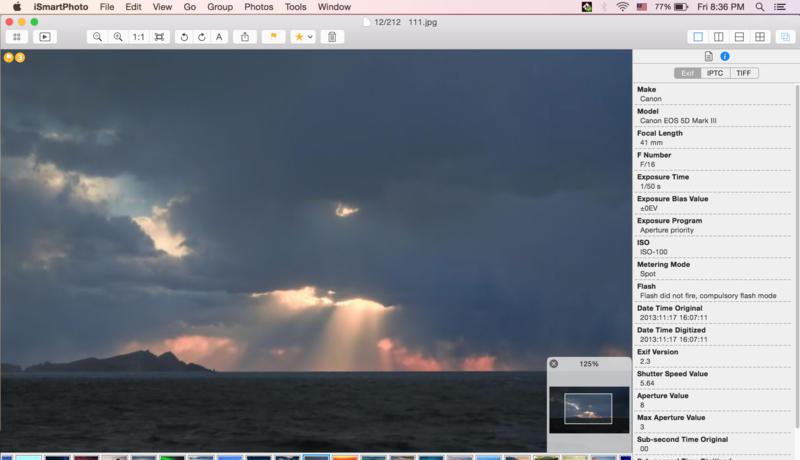 iSmartPhoto File Edit View Go Group Photos Tools Window 77% Fri 8:36 PM
12/212 111.jpg
1:1 A
3
Exif IPTC TIFF
Make
Canon
Model
Canon EOS 5D Mark III
Focal Length
41 mm
F Number
F/16
Exposure Time
1/50 s
Exposure Bias Value
±0EV
Exposure Program
Aperture priority
ISO
ISO-100
Metering Mode
Spot
Flash
Flash did not fire, compulsory flash mode
Date Time Original
2013:11:17 16:07:11
Date Time Digitized
2013:11:17 16:07:11
Exif Version
2.3
Shutter Speed Value
5.64
Aperture Value
8
Max Aperture Value
3
Sub-second Time Original
00
125%